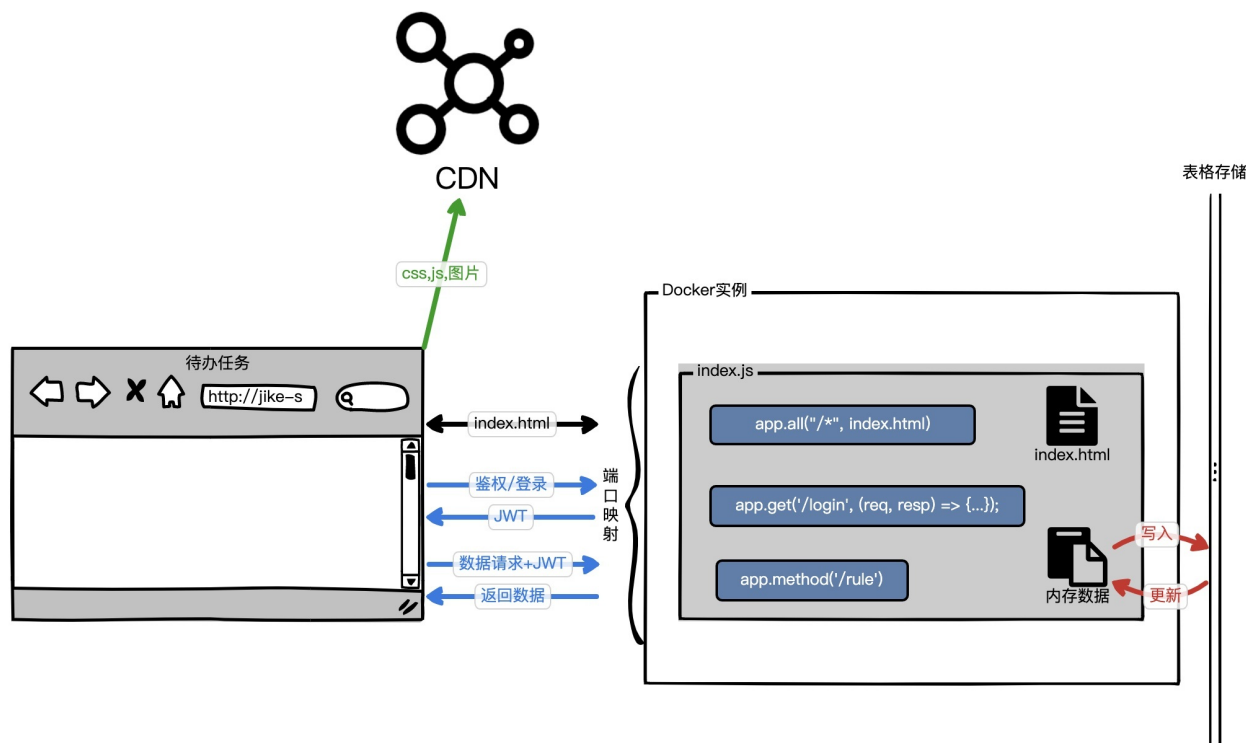 CDN
表格存储
css,js,图片
Docker实例
待办任务
http://jike-s
index.js
app.all("/*", index.html)
index.html
index.html
鉴权/登录
端口映射
app.get('/login', (req, resp) => {...});
JWT
写入
数据请求+JWT
app.method('/rule')
返回数据
内存数据
更新